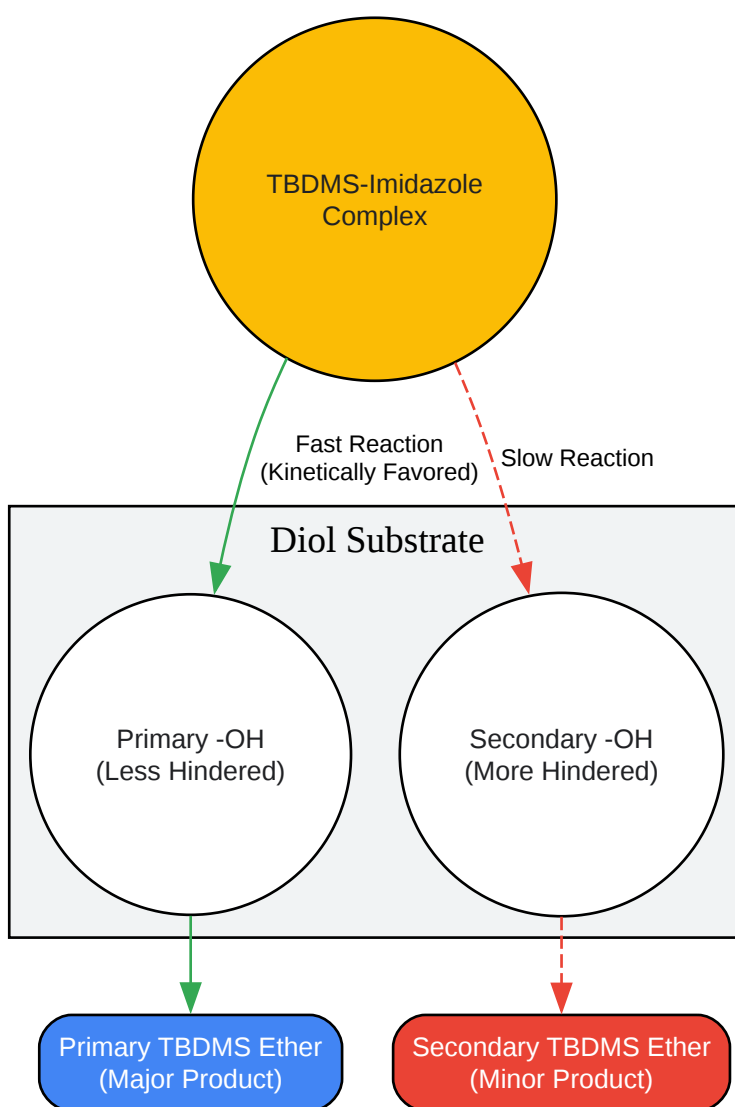 TBDMS-Imidazole
Complex
Fast Reaction
(Kinetically Favored)
Slow Reaction
Diol Substrate
Primary -OH
(Less Hindered)
Secondary -OH
(More Hindered)
Primary TBDMS Ether
(Major Product)
Secondary TBDMS Ether
(Minor Product)